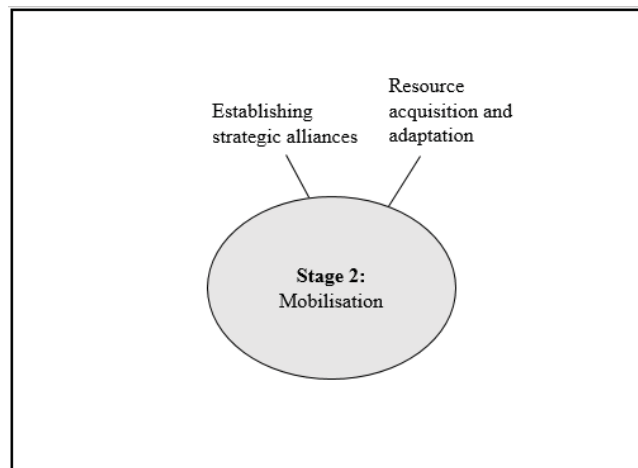 Establishing
strategic alliances
Resource
acquisition and
adaptation
Stage 2:
Mobilisation